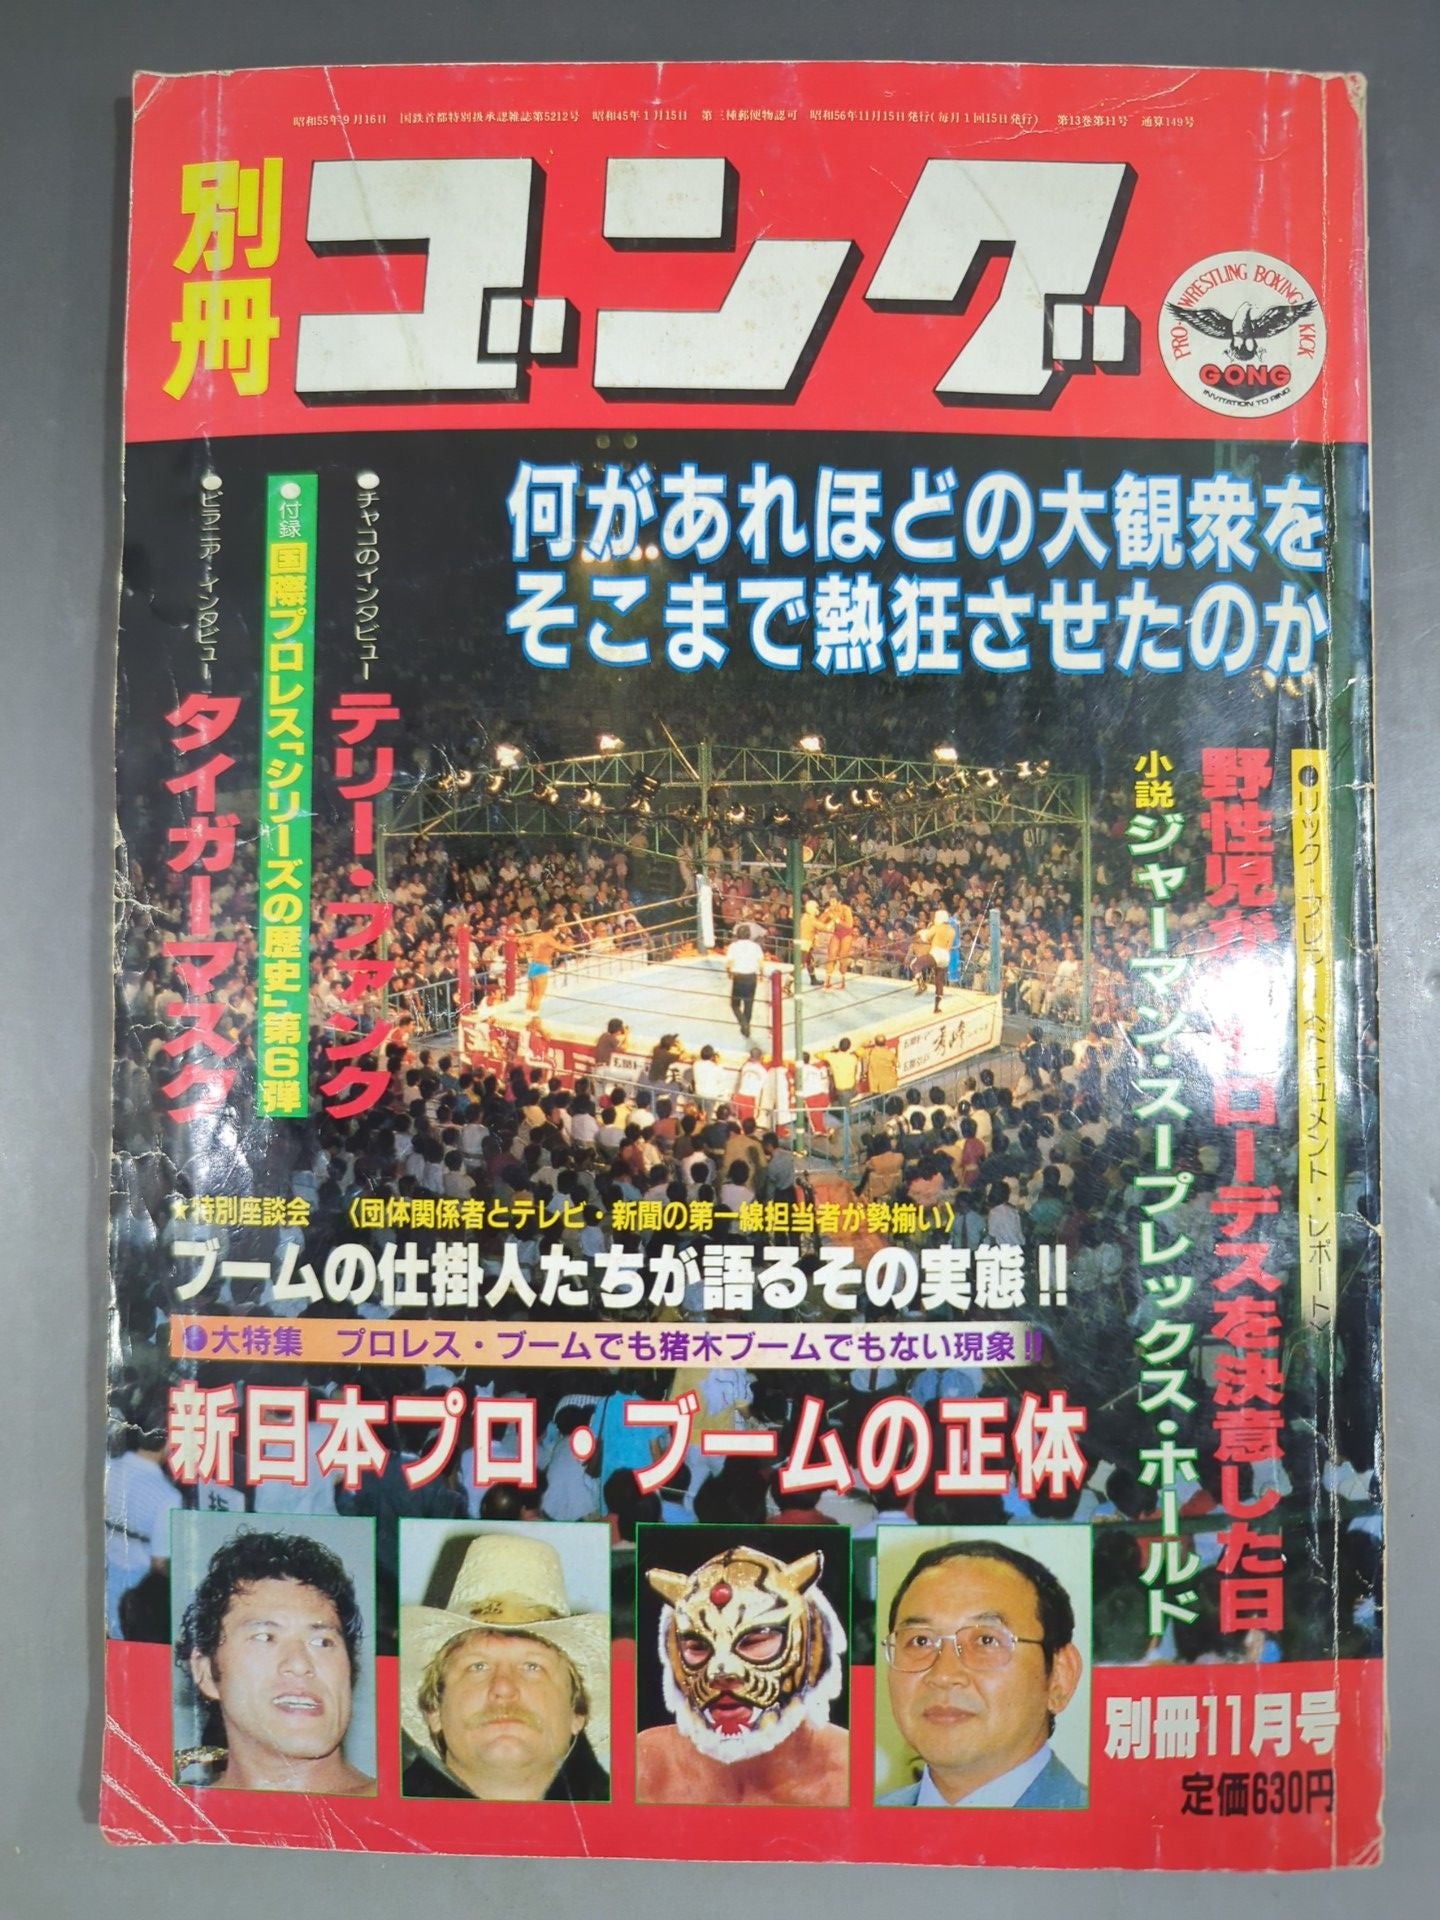 昭和55年9月16日 国鉄首都特別扱承認雑誌第5212号 昭和45年1月15日 第三種郵便物認可 昭和56年11月15日発行(毎月1回15日発行) 第13巻第11号 通算149号
別冊
ゴング
PRO-WRESTLING BOXING KICK
GONG
INVITATION TO RING
何があれほどの大観衆を
そこまで熱狂させたのか
●リック・フレアー〈ドキュメント・レポート〉
野性児が打倒ローデスを決意した日
小説 ジャーマン・スープレックス・ホールド
●チャコのインタビュー
テリー・ファンク
●付録 国際プロレス「シリーズの歴史」第6弾
●ピラニア・インタビュー
タイガーマスク
★特別座談会 〈団体関係者とテレビ・新聞の第一線担当者が勢揃い〉
ブームの仕掛人たちが語るその実態!!
●大特集 プロレス・ブームでも猪木ブームでもない現象!!
新日本プロ・ブームの正体
別冊11月号
定価630円